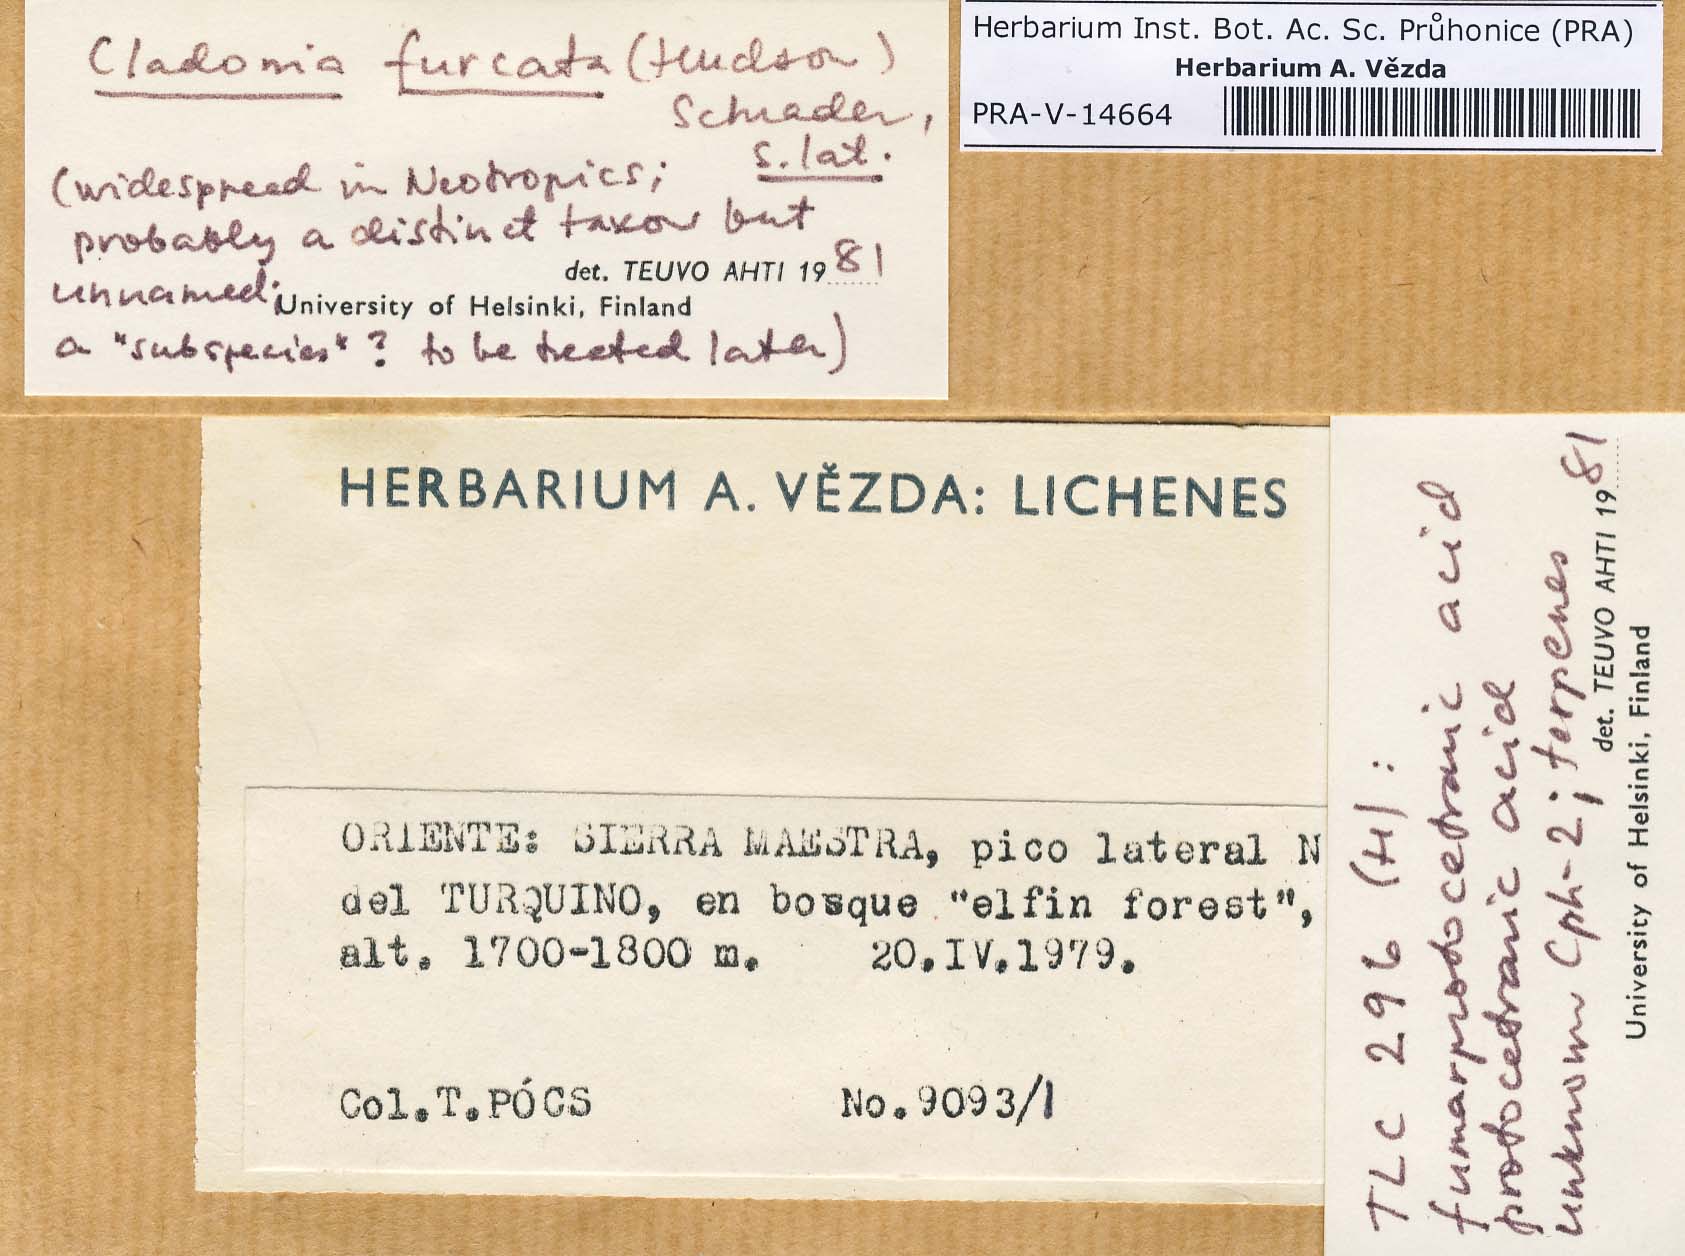 Cladonia furcata (Hudson)
Schrader,
s. lat.
(widespread in Neotropics;
probably a distinct taxon but
unnamed;
det. TEUVO AHTI 1981
University of Helsinki, Finland
a "subspecies"? to be treated later)
Herbarium Inst. Bot. Ac. Sc. Průhonice (PRA)
Herbarium A. Vězda
PRA-V-14664
HERBARIUM A. VĚZDA: LICHENES
ORIENTE: SIERRA MAESTRA, pico lateral N
del TURQUINO, en bosque "elfin forest",
alt. 1700-1800 m. 20.IV.1979.
Col.T.PÓCS No.9093/1
TLC 296 (H):
fumarprotocetraric acid
protocetraric acid
unknown Cph-2; terpenes
det. TEUVO AHTI 1981
University of Helsinki, Finland